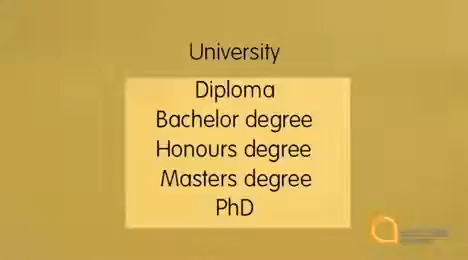 University
Diploma
Bachelor degree
Honours degree
Masters degree
PhD